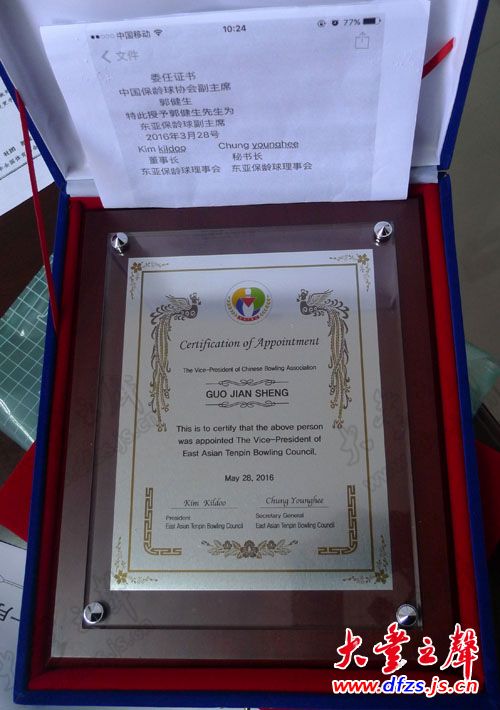 中国移动
10:24
77%
文件
委任证书
中国保龄球协会副主席
郭健生
特此授予郭健生先生为
东亚保龄球副主席
2016年3月28号
Kim kildoo Chung younghee
董事长 秘书长
东亚保龄球理事会 东亚保龄球理事会
Certification of Appointment
The Vice-President of Chinese Bowling Association
GUO JIAN SHENG
This is to certify that the above person
was appointed The Vice-President of
East Asian Tenpin Bowling Council.
May 28, 2016
Kim Kildoo Chung Younghee
President Secretary General
East Asian Tenpin Bowling Council East Asian Tenpin Bowling Council
大丰之聲
www.dfzs.js.cn